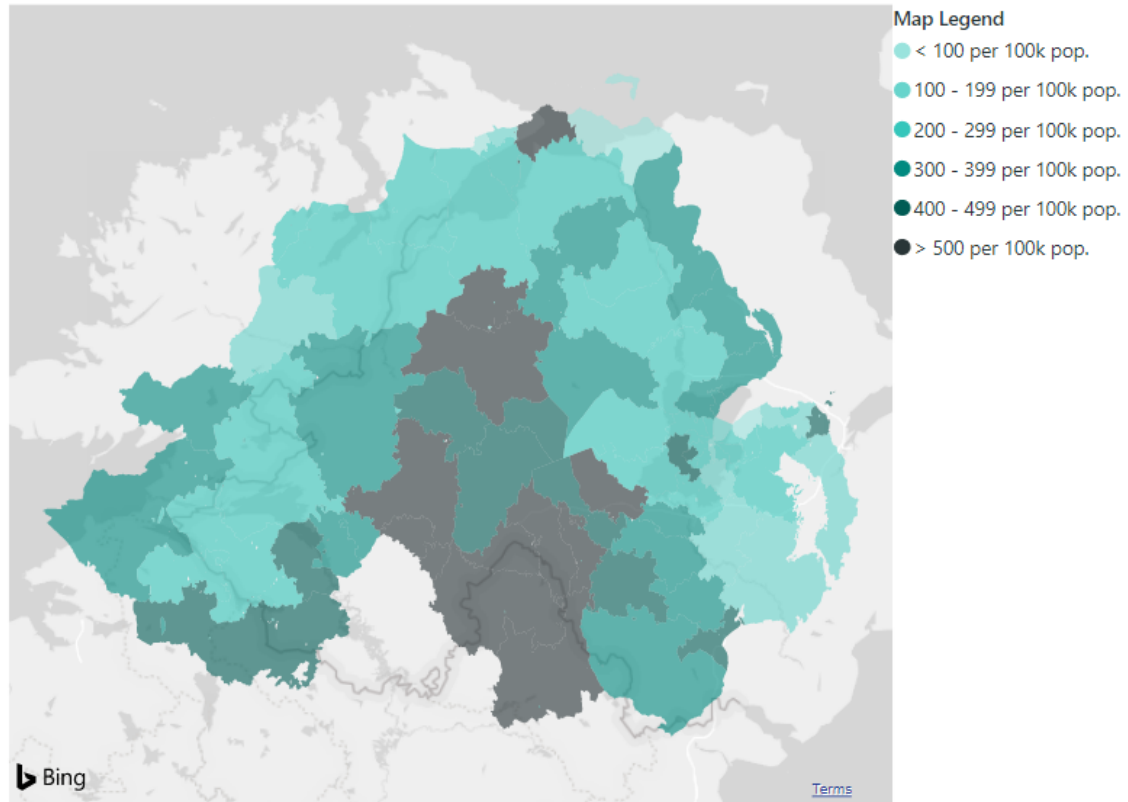 Map Legend
< 100 per 100k pop.
100 - 199 per 100k pop.
200 - 299 per 100k pop.
300 - 399 per 100k pop.
400 - 499 per 100k pop.
> 500 per 100k pop.
Bing
Terms